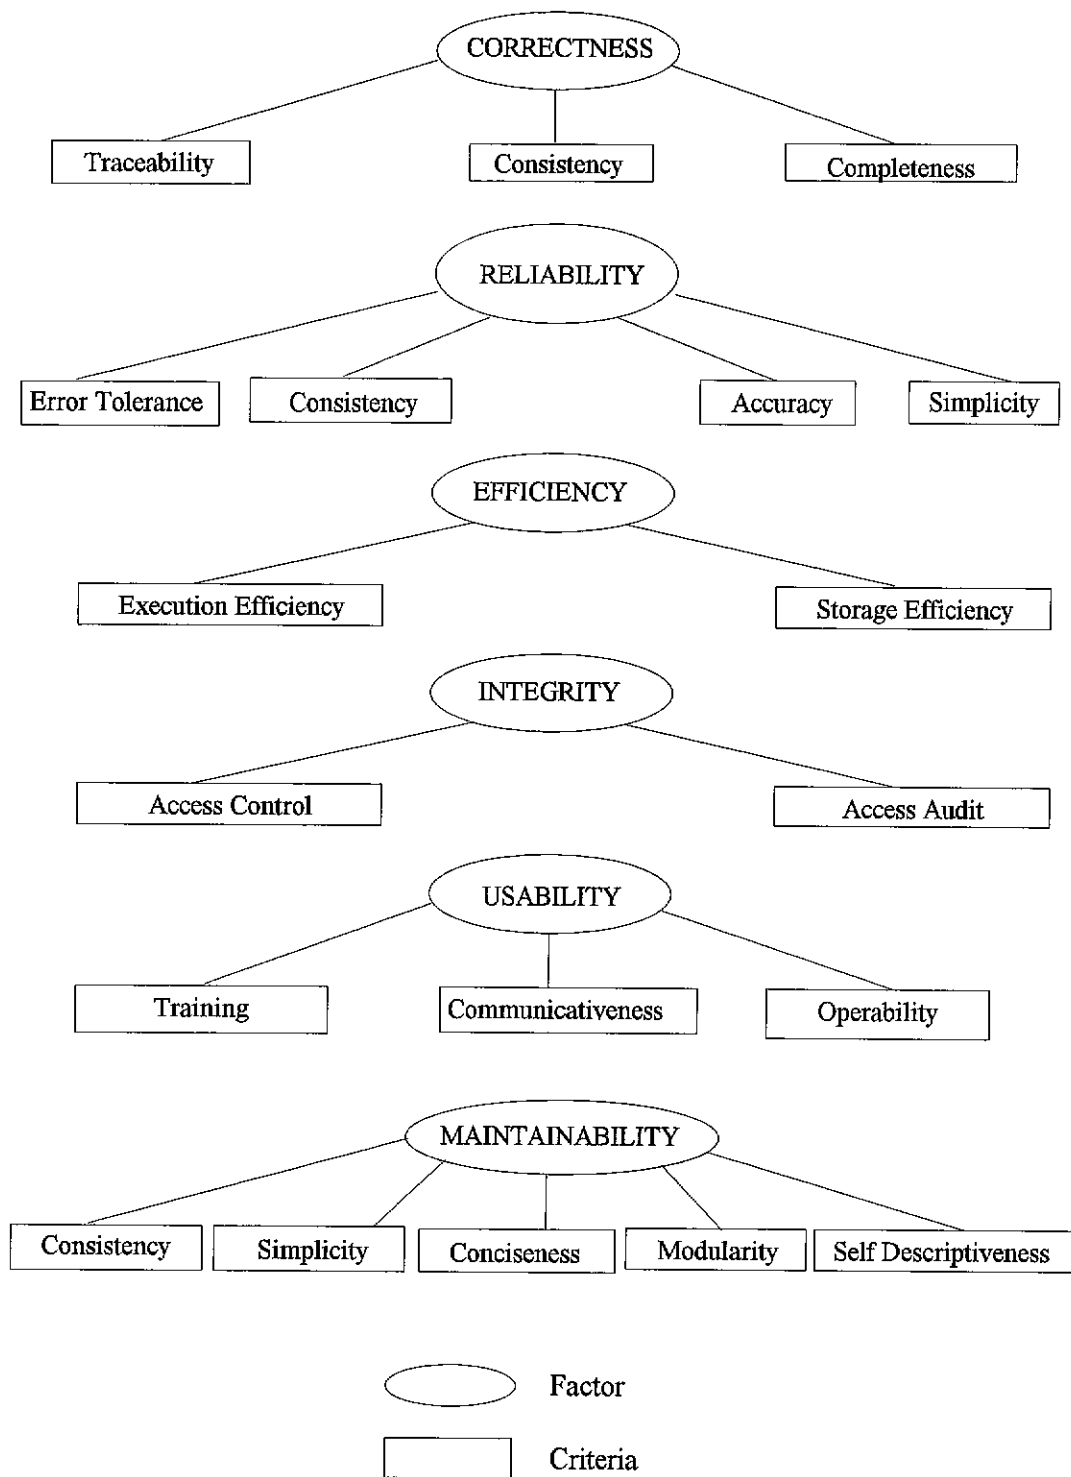 CORRECTNESS
Traceability
Consistency
Completeness
RELIABILITY
Error Tolerance
Consistency
Accuracy
Simplicity
EFFICIENCY
Execution Efficiency
Storage Efficiency
INTEGRITY
Access Control
Access Audit
USABILITY
Training
Communicativeness
Operability
MAINTAINABILITY
Consistency
Simplicity
Conciseness
Modularity
Self Descriptiveness
Factor
Criteria